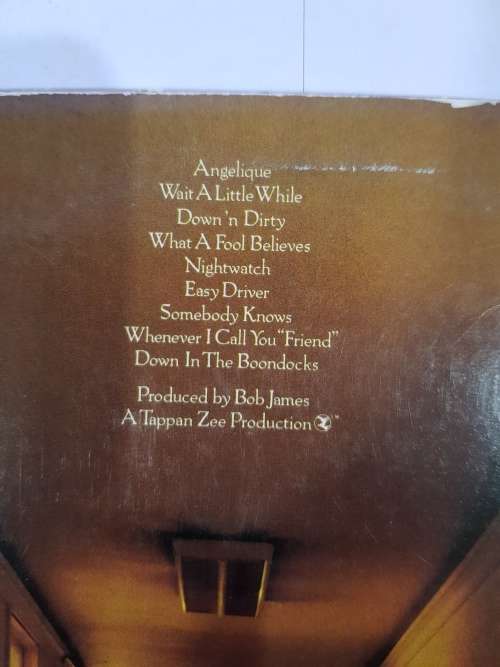 Angelique
Wait A Little While
Down 'n Dirty
What A Fool Believes
Nightwatch
Easy Driver
Somebody Knows
Whenever I Call You "Friend"
Down In The Boondocks
Produced by Bob James
A Tappan Zee Production ™